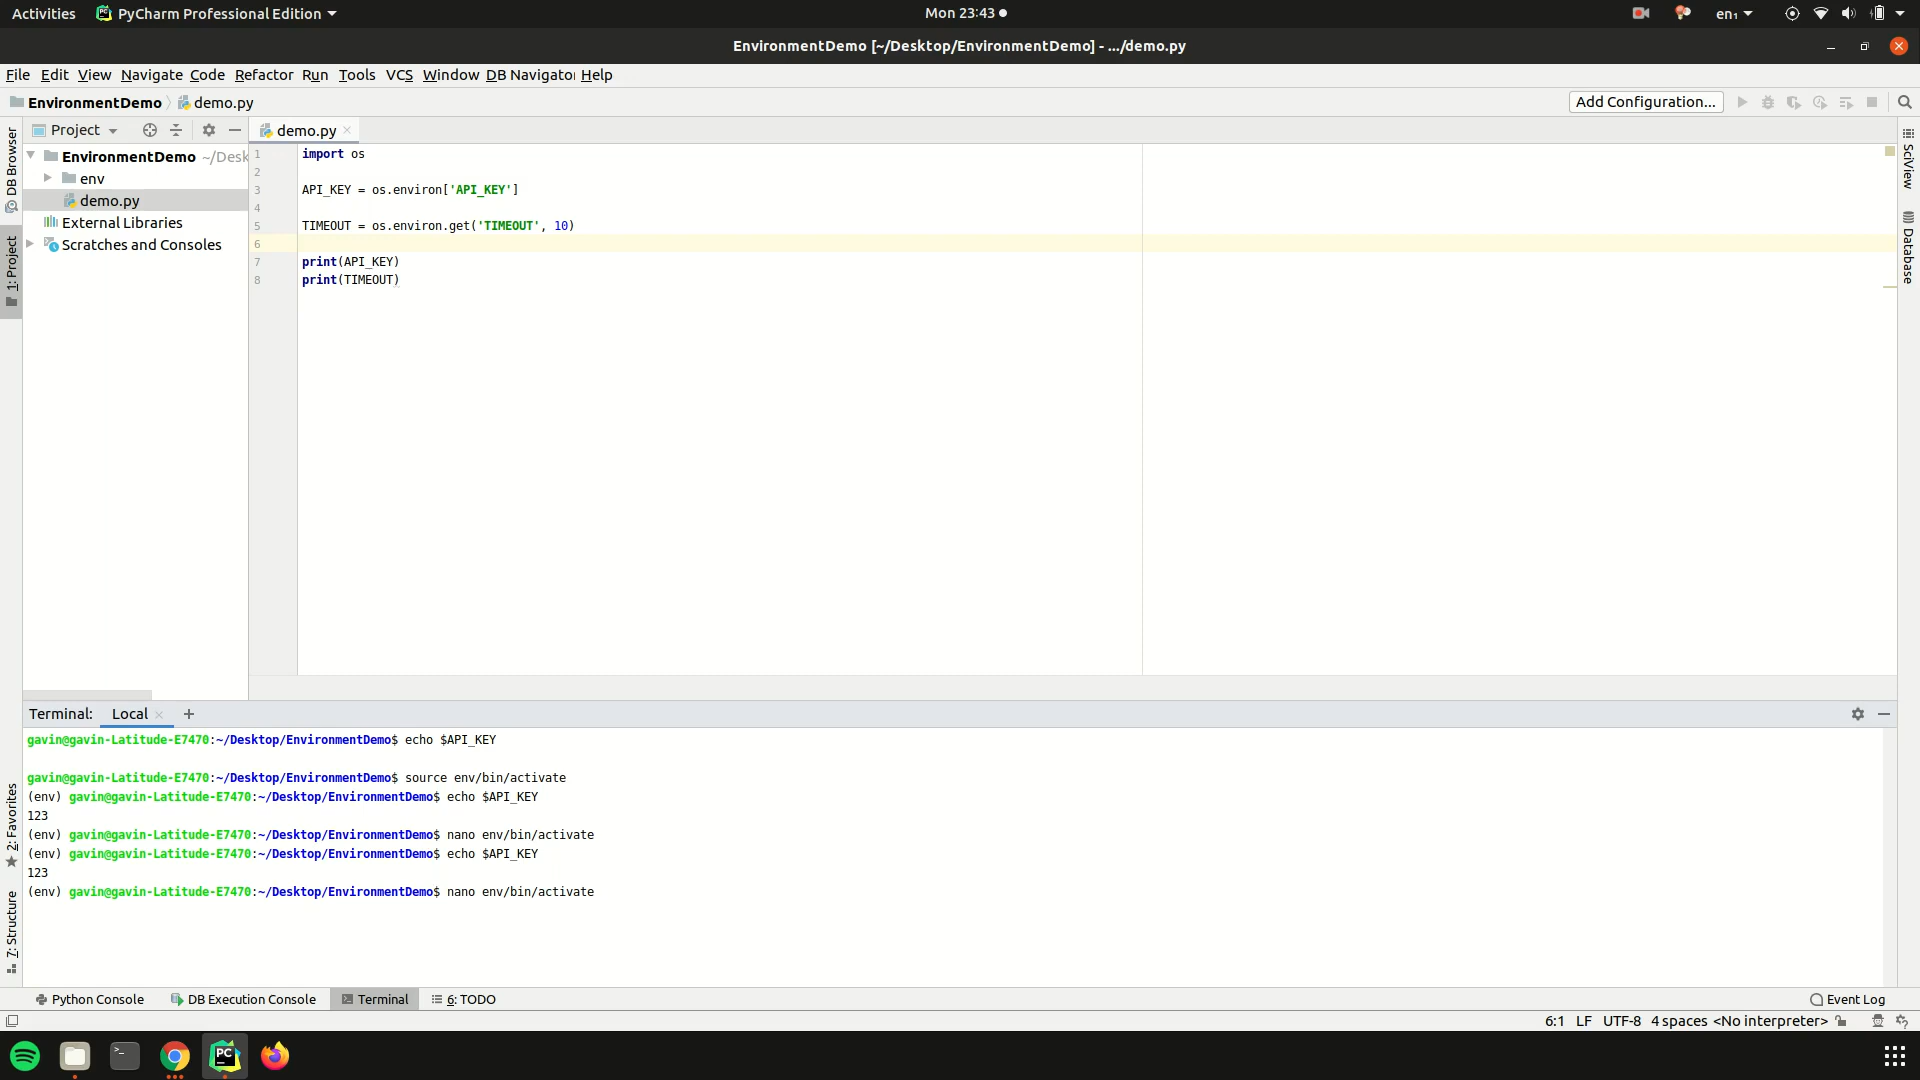 Activities PyCharm Professional Edition Mon 23:43 en₁
EnvironmentDemo [~/Desktop/EnvironmentDemo] - .../demo.py
File Edit View Navigate Code Refactor Run Tools VCS Window DB Navigator Help
EnvironmentDemo demo.py Add Configuration...
Project demo.py
EnvironmentDemo ~/Desk
env
demo.py
External Libraries
Scratches and Consoles
DB Browser
1: Project
2: Favorites
7: Structure
1 import os
2
3 API_KEY = os.environ['API_KEY']
4
5 TIMEOUT = os.environ.get('TIMEOUT', 10)
6
7 print(API_KEY)
8 print(TIMEOUT)
SciView
Database
Terminal: Local +
gavin@gavin-Latitude-E7470:~/Desktop/EnvironmentDemo$ echo $API_KEY
gavin@gavin-Latitude-E7470:~/Desktop/EnvironmentDemo$ source env/bin/activate
(env) gavin@gavin-Latitude-E7470:~/Desktop/EnvironmentDemo$ echo $API_KEY
123
(env) gavin@gavin-Latitude-E7470:~/Desktop/EnvironmentDemo$ nano env/bin/activate
(env) gavin@gavin-Latitude-E7470:~/Desktop/EnvironmentDemo$ echo $API_KEY
123
(env) gavin@gavin-Latitude-E7470:~/Desktop/EnvironmentDemo$ nano env/bin/activate
Python Console DB Execution Console Terminal 6: TODO Event Log
6:1 LF UTF-8 4 spaces <No interpreter>
PC